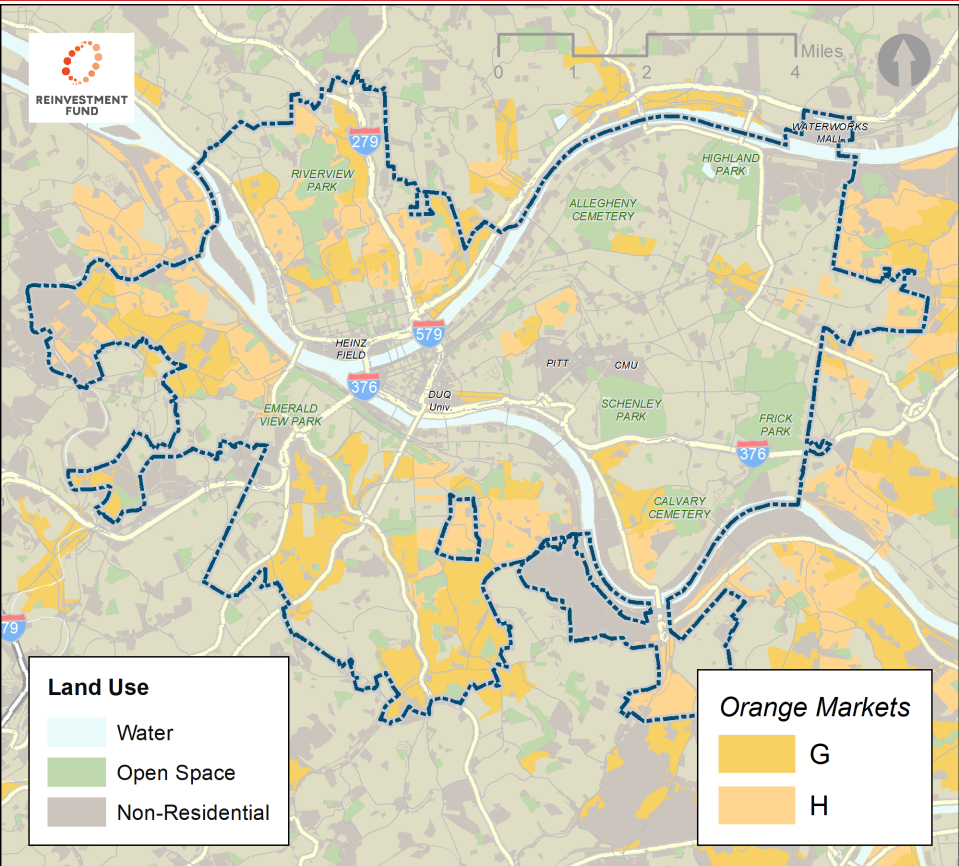 REINVESTMENT
FUND
Miles
0
1
2
4
WATERWORKS
MALL
279
HIGHLAND
PARK
RIVERVIEW
PARK
ALLEGHENY
CEMETERY
579
HEINZ
FIELD
PITT
CMU
376
DUQ
Univ.
SCHENLEY
PARK
EMERALD
VIEW PARK
FRICK
PARK
376
CALVARY
CEMETERY
79
Land Use
Water
Open Space
Non-Residential
Orange Markets
G
H